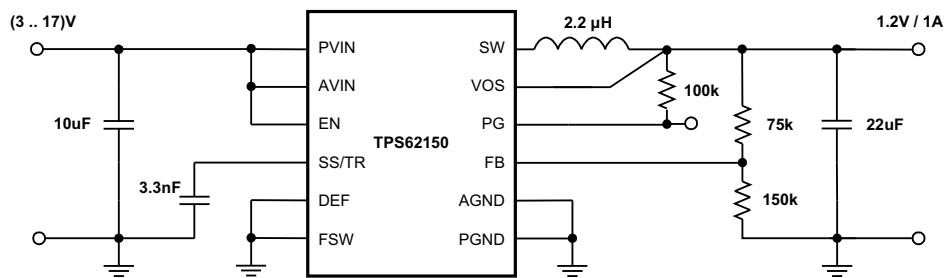 (3 .. 17)V
2.2 µH
1.2V / 1A
PVIN
SW
AVIN
VOS
100k
10uF
EN
PG
TPS62150
75k
22uF
SS/TR
FB
3.3nF
DEF
AGND
150k
FSW
PGND